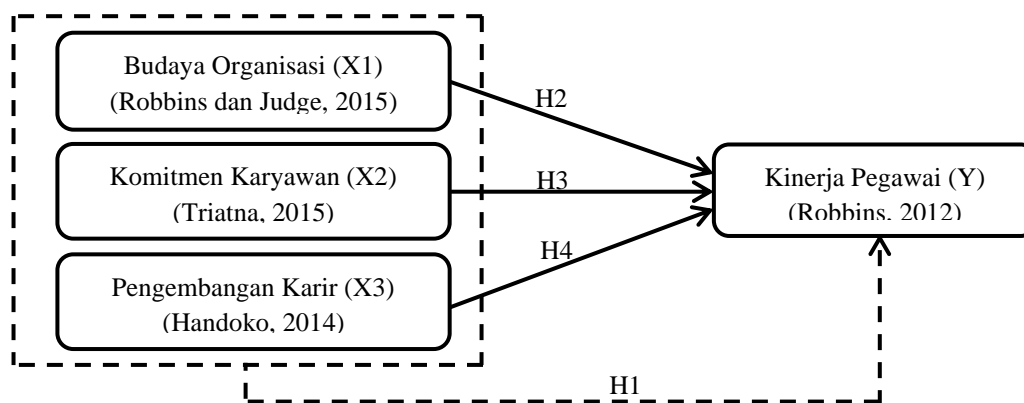 Budaya Organisasi (X1)
(Robbins dan Judge, 2015)
H2
Komitmen Karyawan (X2)
(Triatna, 2015)
H3
Kinerja Pegawai (Y)
(Robbins, 2012)
H4
Pengembangan Karir (X3)
(Handoko, 2014)
H1